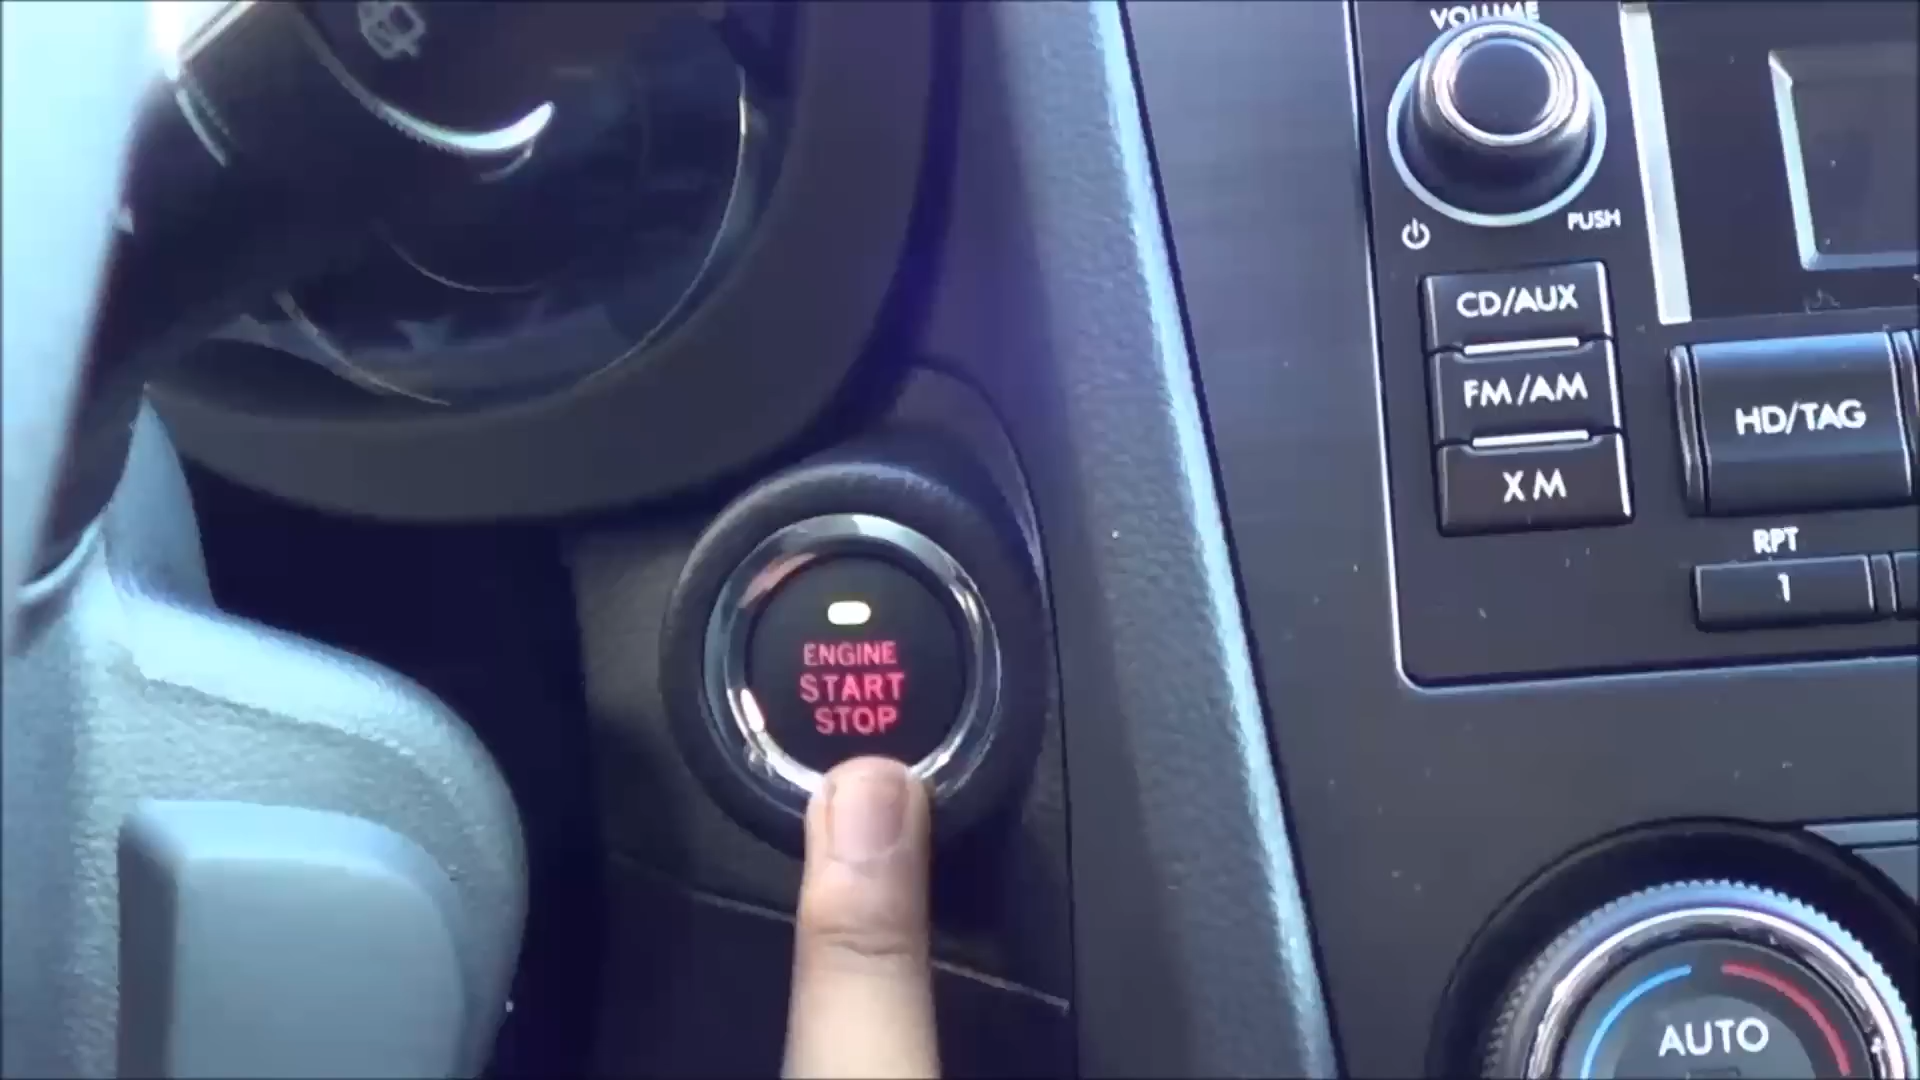 VOLUME
PUSH
CD/AUX
FM/AM
XM
HD/TAG
RPT
1
ENGINE
START
STOP
AUTO